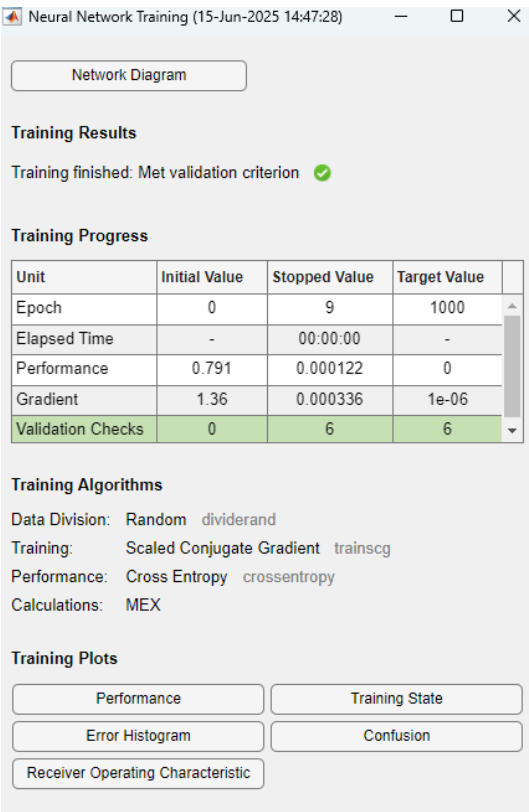 Neural Network Training (15-Jun-2025 14:47:28)
Network Diagram
Training Results
Training finished: Met validation criterion
Training Progress
Unit Initial Value Stopped Value Target Value
Epoch 0 9 1000
Elapsed Time - 00:00:00 -
Performance 0.791 0.000122 0
Gradient 1.36 0.000336 1e-06
Validation Checks 0 6 6
Training Algorithms
Data Division: Random dividerand
Training: Scaled Conjugate Gradient trainscg
Performance: Cross Entropy crossentropy
Calculations: MEX
Training Plots
Performance Training State
Error Histogram Confusion
Receiver Operating Characteristic